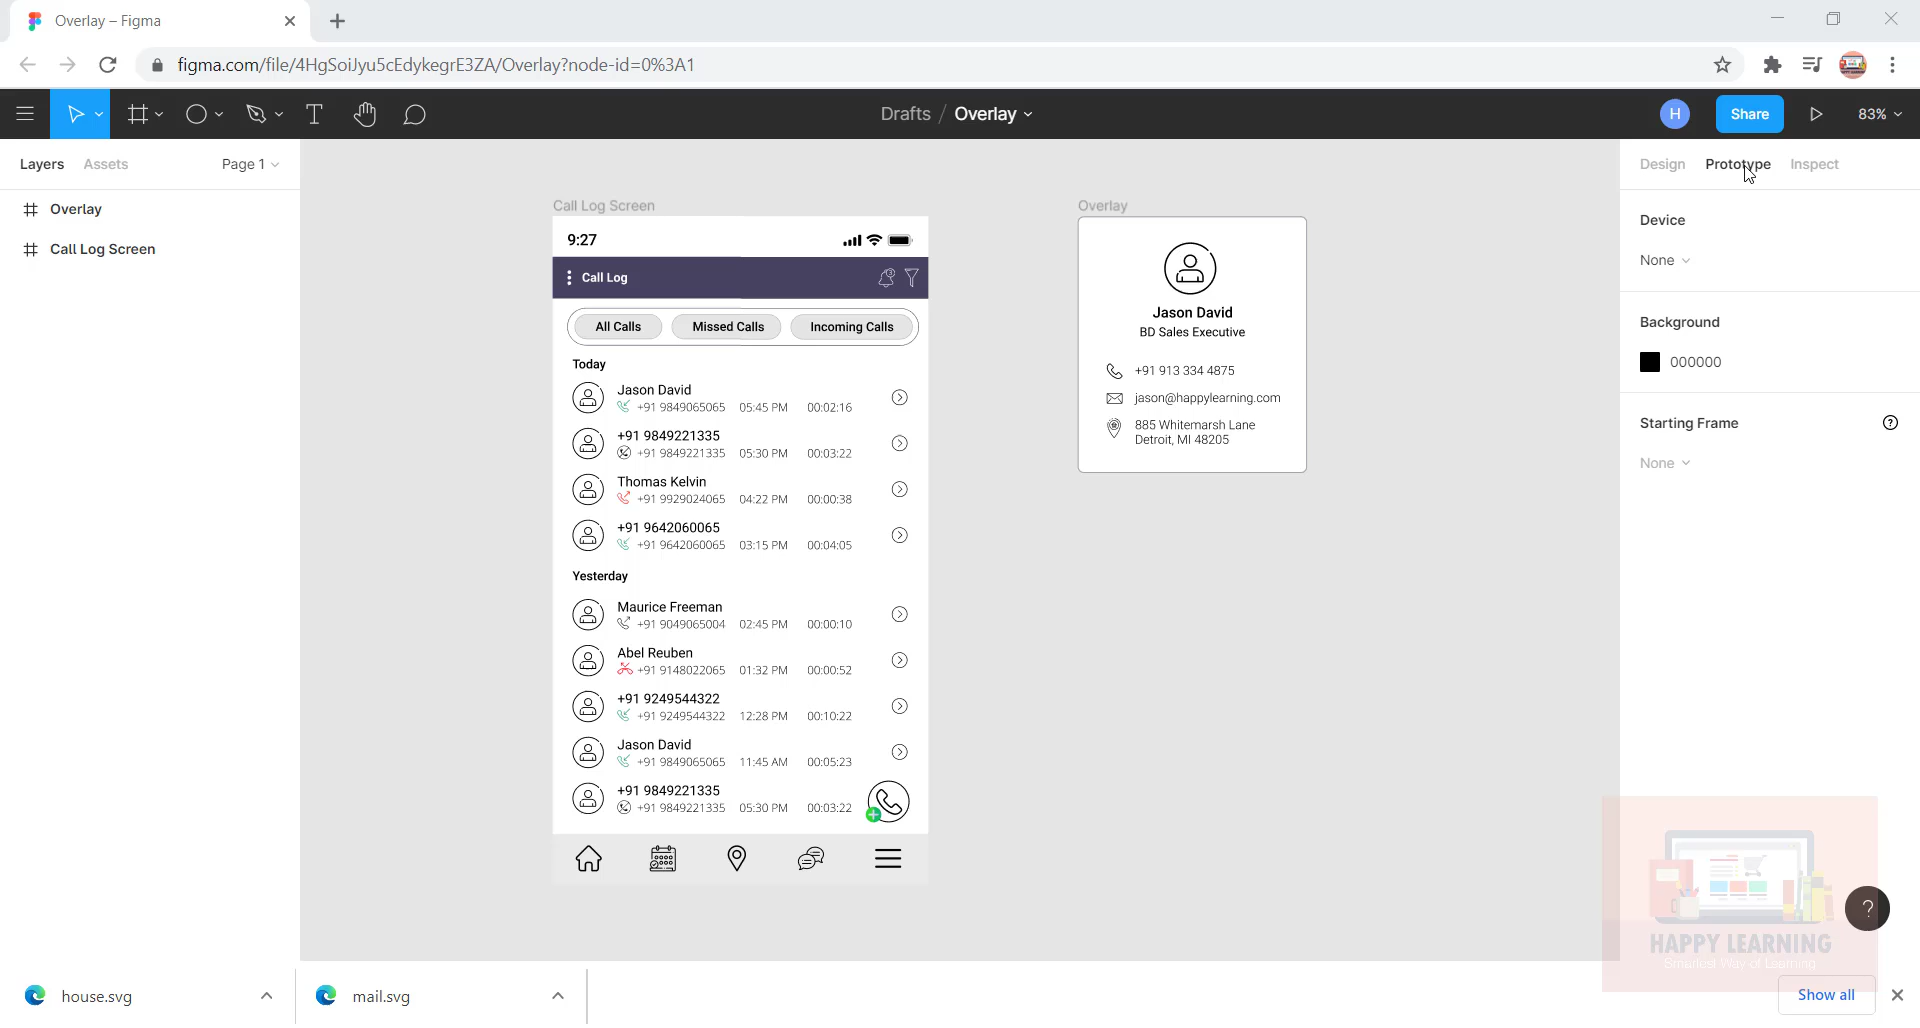 Overlay – Figma
figma.com/file/4HgSoiJyu5cEdykegrE3ZA/Overlay?node-id=0%3A1
Drafts / Overlay
H
Share
83%
Layers
Assets
Page 1
Overlay
Call Log Screen
Call Log Screen
9:27
Call Log
3
All Calls
Missed Calls
Incoming Calls
Today
Jason David
+91 9849065065 05:45 PM 00:02:16
+91 9849221335
+91 9849221335 05:30 PM 00:03:22
Thomas Kelvin
+91 9929024065 04:22 PM 00:00:38
+91 9642060065
+91 9642060065 03:15 PM 00:04:05
Yesterday
Maurice Freeman
+91 9049065004 02:45 PM 00:00:10
Abel Reuben
+91 9148022065 01:32 PM 00:00:52
+91 9249544322
+91 9249544322 12:28 PM 00:10:22
Jason David
+91 9849065065 11:45 AM 00:05:23
+91 9849221335
+91 9849221335 05:30 PM 00:03:22
Overlay
Jason David
BD Sales Executive
+91 913 334 4875
jason@happylearning.com
885 Whitemarsh Lane
Detroit, MI 48205
Design
Prototype
Inspect
Device
None
Background
000000
Starting Frame
?
None
?
HAPPY LEARNING
Smartest Way of Learning
house.svg
mail.svg
Show all